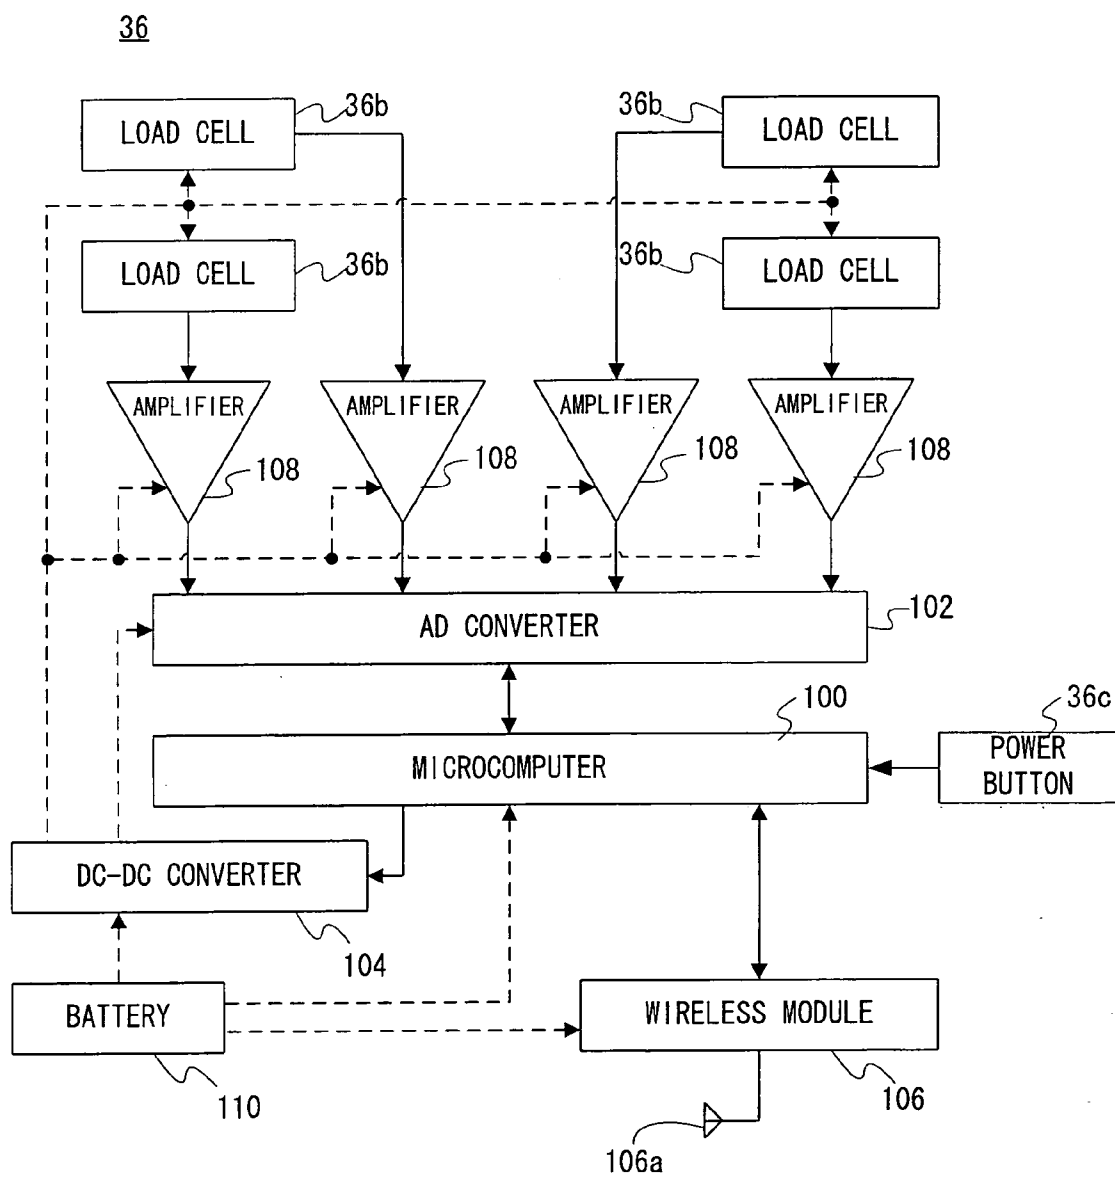 36
36b
36b
LOAD CELL
LOAD CELL
36b
36b
LOAD CELL
LOAD CELL
AMPLIFIER
AMPLIFIER
AMPLIFIER
AMPLIFIER
108
108
108
108
102
AD CONVERTER
100
36c
MICROCOMPUTER
POWER
BUTTON
DC-DC CONVERTER
104
BATTERY
WIRELESS MODULE
110
106
106a